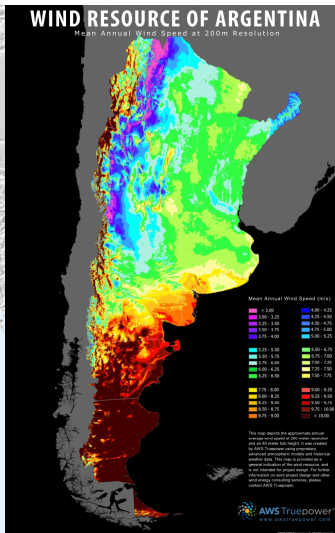 WIND RESOURCE OF ARGENTINA
Mean Annual Wind Speed at 200m Resolution
Mean Annual Wind Speed (m/s)
< 3.00
3.00 - 3.25
3.25 - 3.50
3.50 - 3.75
3.75 - 4.00
4.00 - 4.25
4.25 - 4.50
4.50 - 4.75
4.75 - 5.00
5.00 - 5.25
5.25 - 5.50
5.50 - 5.75
5.75 - 6.00
6.00 - 6.25
6.25 - 6.50
6.50 - 6.75
6.75 - 7.00
7.00 - 7.25
7.25 - 7.50
7.50 - 7.75
7.75 - 8.00
8.00 - 8.25
8.25 - 8.50
8.50 - 8.75
8.75 - 9.00
9.00 - 9.25
9.25 - 9.50
9.50 - 9.75
9.75 - 10.00
> 10.00
This map depicts the approximate annual
average wind speed at 200 meter resolution
and an 80 meter hub height. It was created
by AWS Truepower using proprietary
advanced atmospheric models and historical
weather data. This map is provided as a
general indication of the wind resource, and
is not intended for project design. For further
information on wind project design and other
wind energy consulting services, please
contact AWS Truepower.
AWS Truepower
www.awstruepower.com